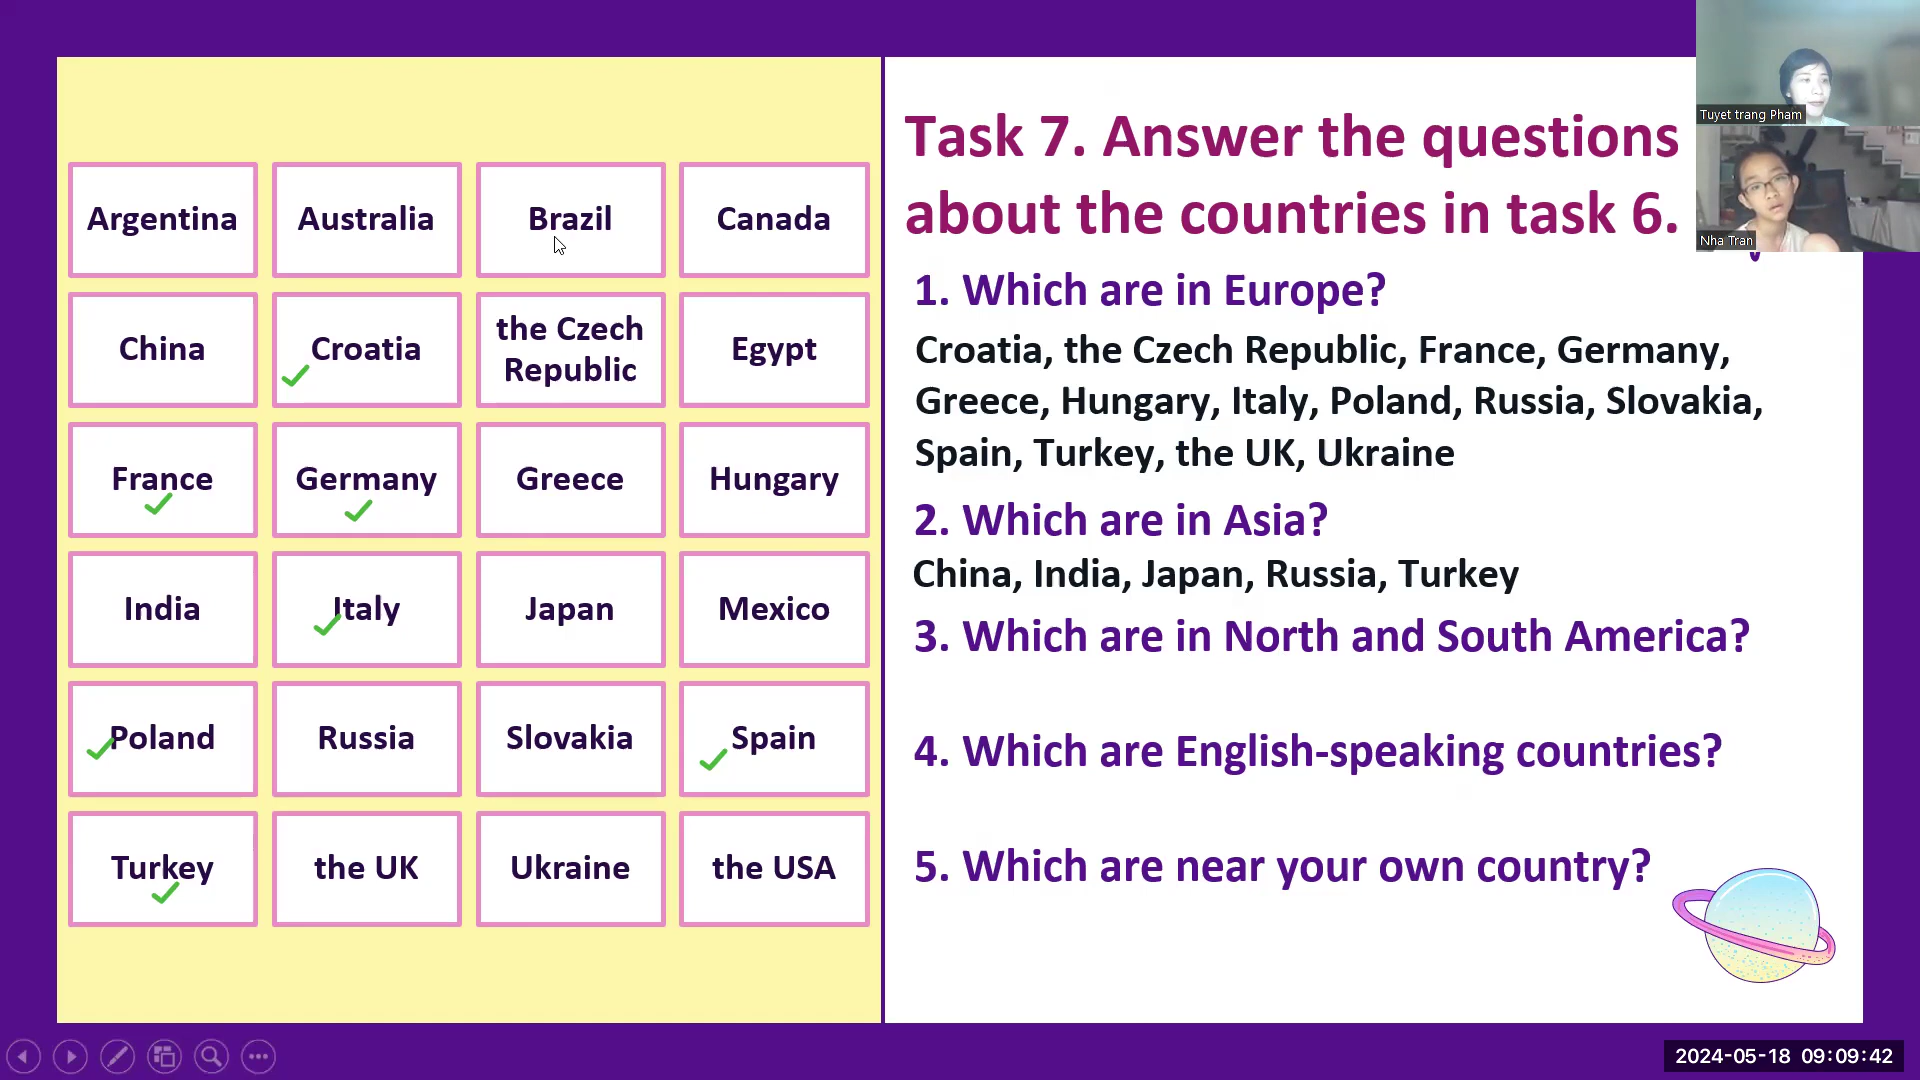 Argentina
Australia
Brazil
Canada
China
Croatia
the Czech
Republic
Egypt
France
Germany
Greece
Hungary
India
Italy
Japan
Mexico
Poland
Russia
Slovakia
Spain
Turkey
the UK
Ukraine
the USA
Task 7. Answer the questions
about the countries in task 6.
1. Which are in Europe?
Croatia, the Czech Republic, France, Germany,
Greece, Hungary, Italy, Poland, Russia, Slovakia,
Spain, Turkey, the UK, Ukraine
2. Which are in Asia?
China, India, Japan, Russia, Turkey
3. Which are in North and South America?
4. Which are English-speaking countries?
5. Which are near your own country?
Tuyet trang Pham
Nha Tran
2024-05-18 09:09:42